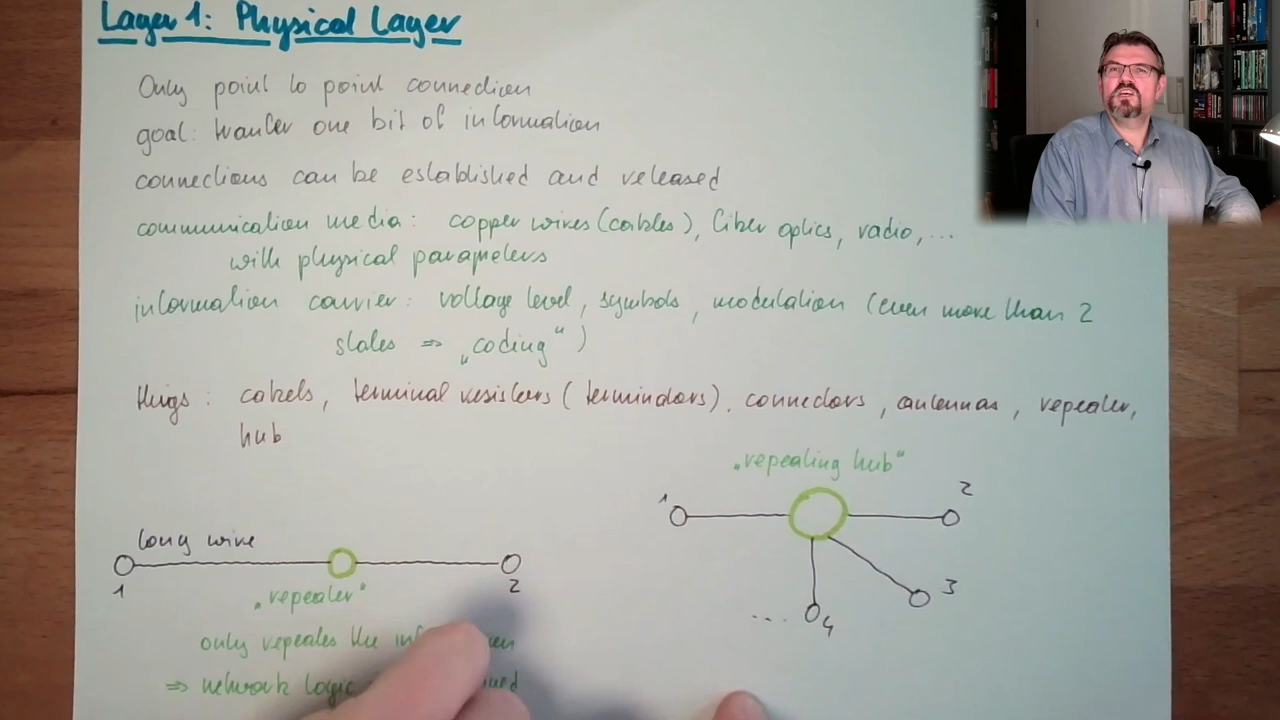 Layer 1: Physical Layer
Only point to point connection
goal: transfer one bit of information
connections can be established and released
communication media: copper wires (cables), fiber optics, radio, ...
with physical parameters
information carrier: voltage level, symbols, modulation (even more than 2
states ⇒ „coding“)
things: cabels, terminal resisters (terminators), connectors, antennas, repeater,
hub
„repeating hub“
1
2
long wire
1
2
3
„repeater“
... 4
only repeates the
⇒ network logic